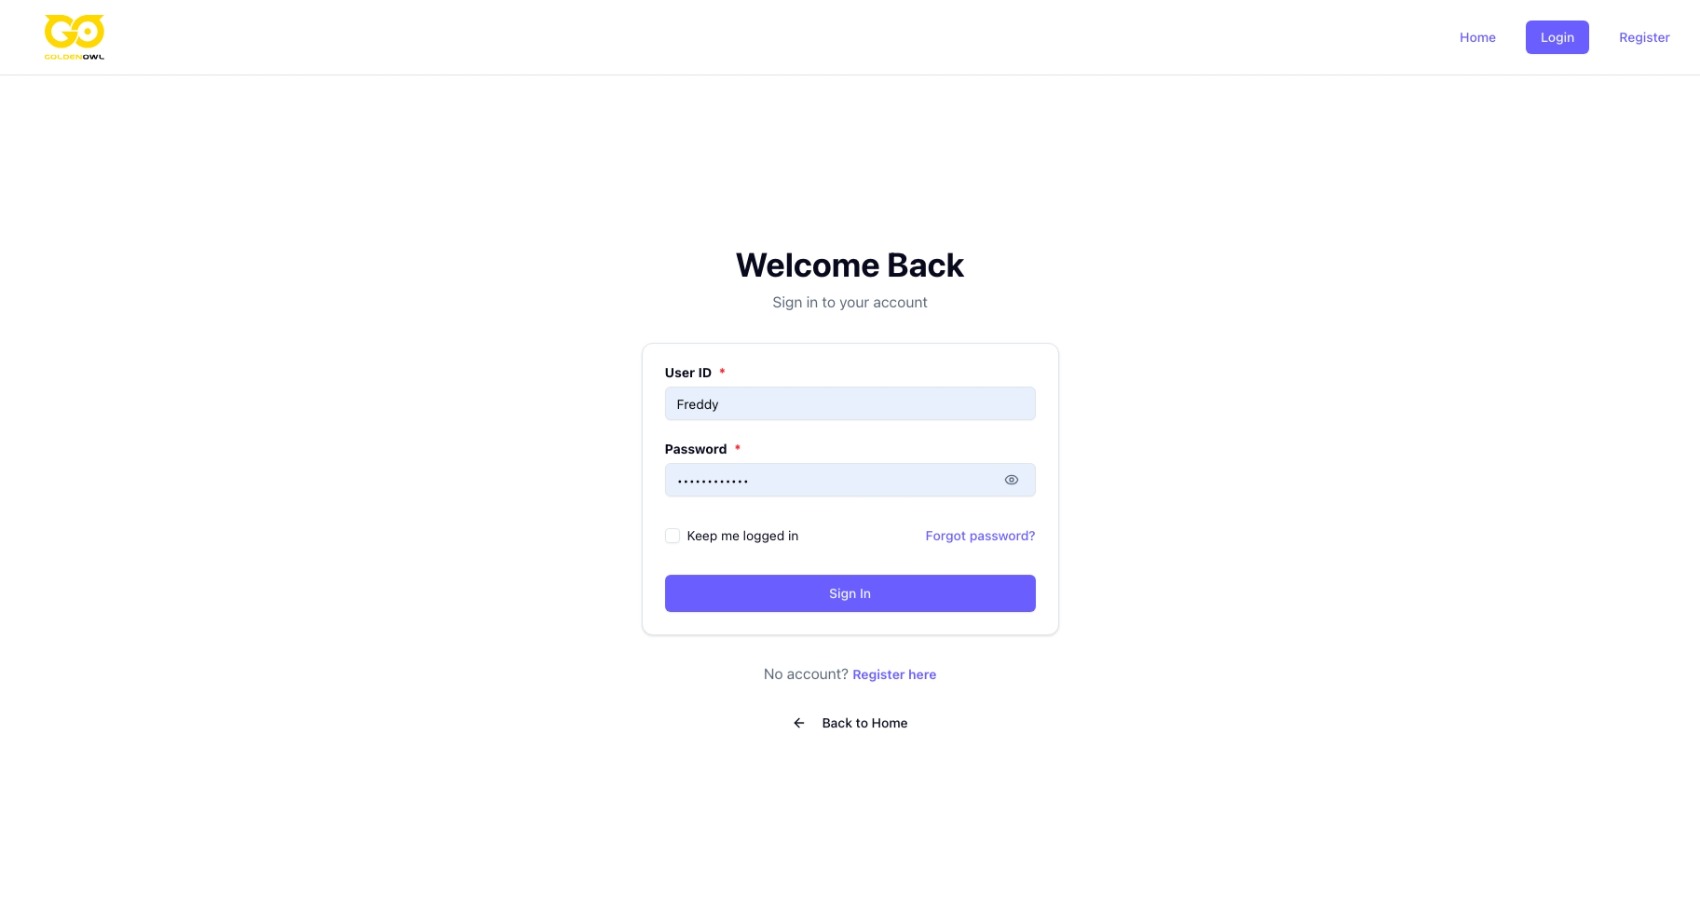 GO
GOLDENOWL
Home
Login
Register
Welcome Back
Sign in to your account
User ID *
Freddy
Password *
••••••••••••
Keep me logged in
Forgot password?
Sign In
No account? Register here
← Back to Home